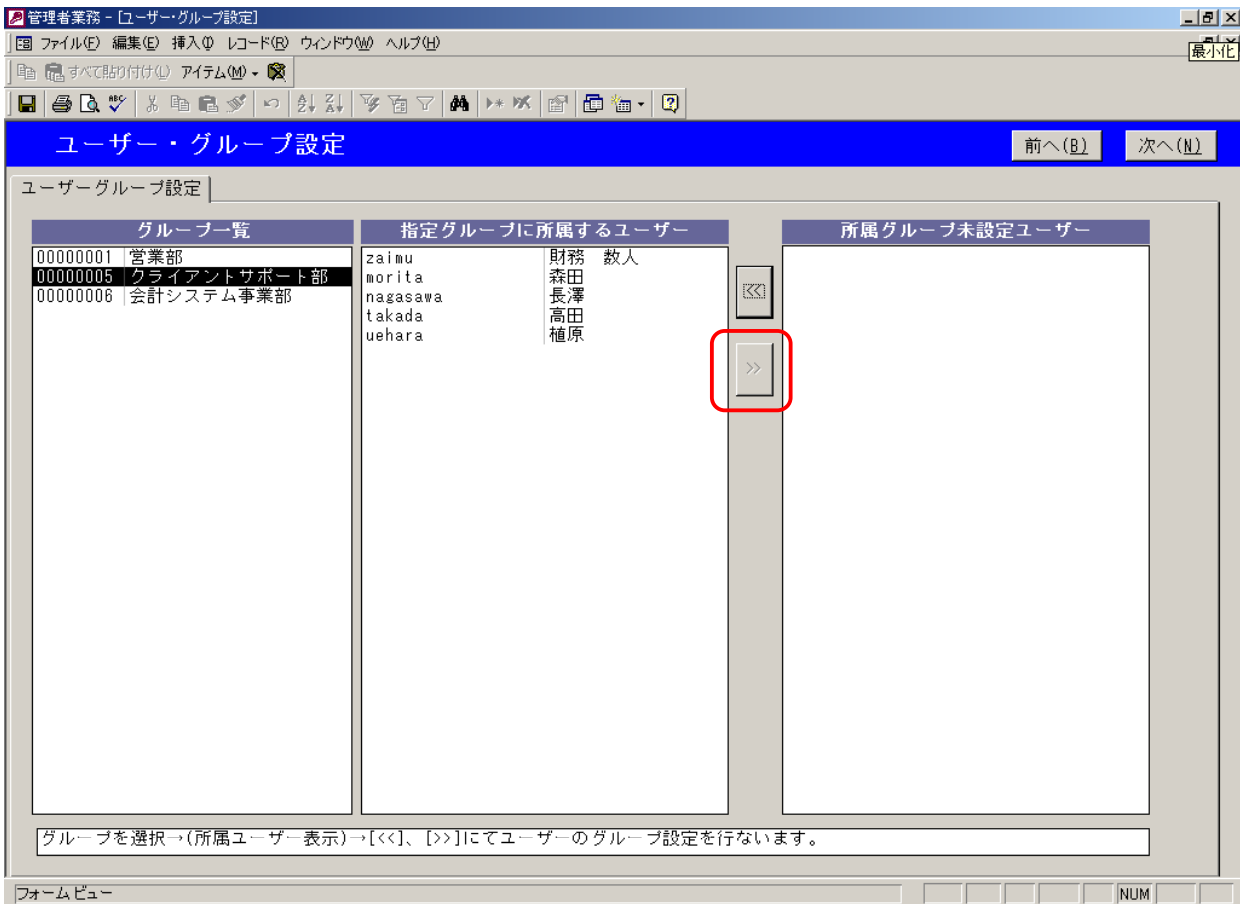 管理者業務 - [ユーザー・グループ設定]
ファイル(F) 編集(E) 挿入(I) レコード(R) ウィンドウ(W) ヘルプ(H)
最小化
すべて貼り付け(L) アイテム(M)
ユーザー・グループ設定
前へ(B) 次へ(N)
ユーザーグループ設定
グループ一覧 指定グループに所属するユーザー 所属グループ未設定ユーザー
00000001 営業部 zaimu 財務 数人
00000005 クライアントサポート部 morita 森田
00000006 会計システム事業部 nagasawa 長澤
<<
takada 高田
uehara 植原
>>
グループを選択→(所属ユーザー表示)→[<<]、[>>]にてユーザーのグループ設定を行ないます。
フォーム ビュー NUM